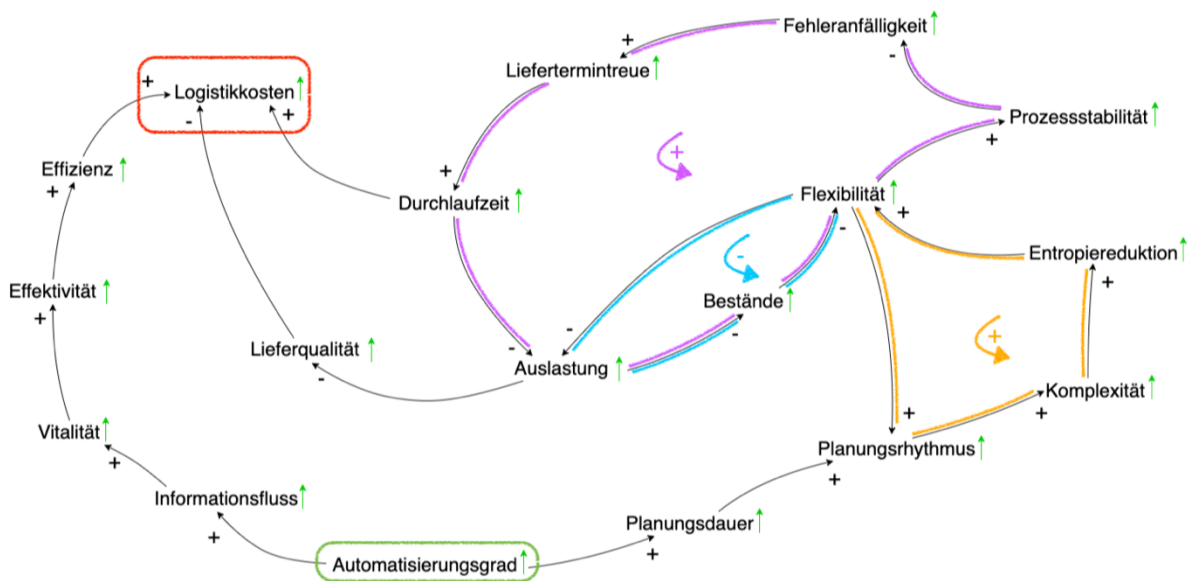 Fehleranfälligkeit
+
-
Liefertermintreue
+
Logistikkosten
-
+
Prozessstabilität
+
+
Effizienz
+
+
Flexibilität
+
Durchlaufzeit
-
Entropiereduktion
-
+
Effektivität
+
Bestände
-
+
-
Lieferqualität
-
Auslastung
-
Komplexität
+
+
Vitalität
+
Planungsrhythmus
+
Informationsfluss
+
Planungsdauer
+
Automatisierungsgrad